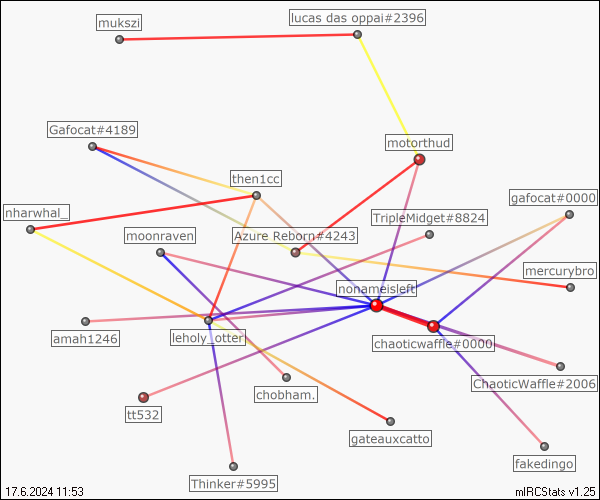 lucas das oppai#2396
mukszi
Gafocat#4189
motorthud
then1cc
gafocat#0000
nharwhal_
TripleMidget#8824
moonraven
Azure Reborn#4243
mercurybro
nonameisleft
amah1246
leholy_otter
chaoticwaffle#0000
ChaoticWaffle#2006
chobham.
tt532
gateauxcatto
fakedingo
Thinker#5995
17.6.2024 11:53
mIRCStats v1.25